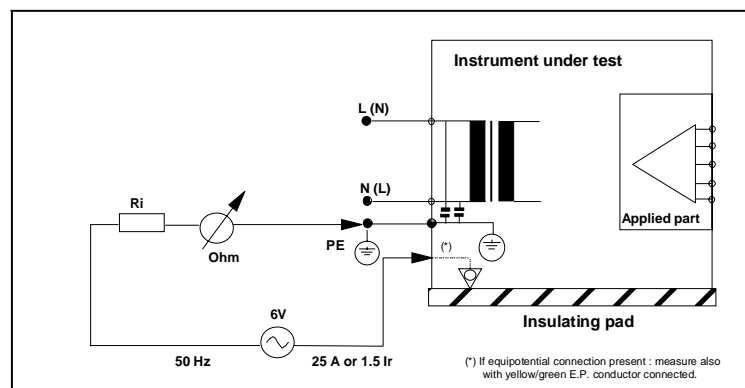 Instrument under test
L (N)
N (L)
Ri
Ohm
PE
(*)
Applied part
6V
50 Hz
25 A or 1.5 Ir
Insulating pad
(*) If equipotential connection present : measure also
with yellow/green E.P. conductor connected.